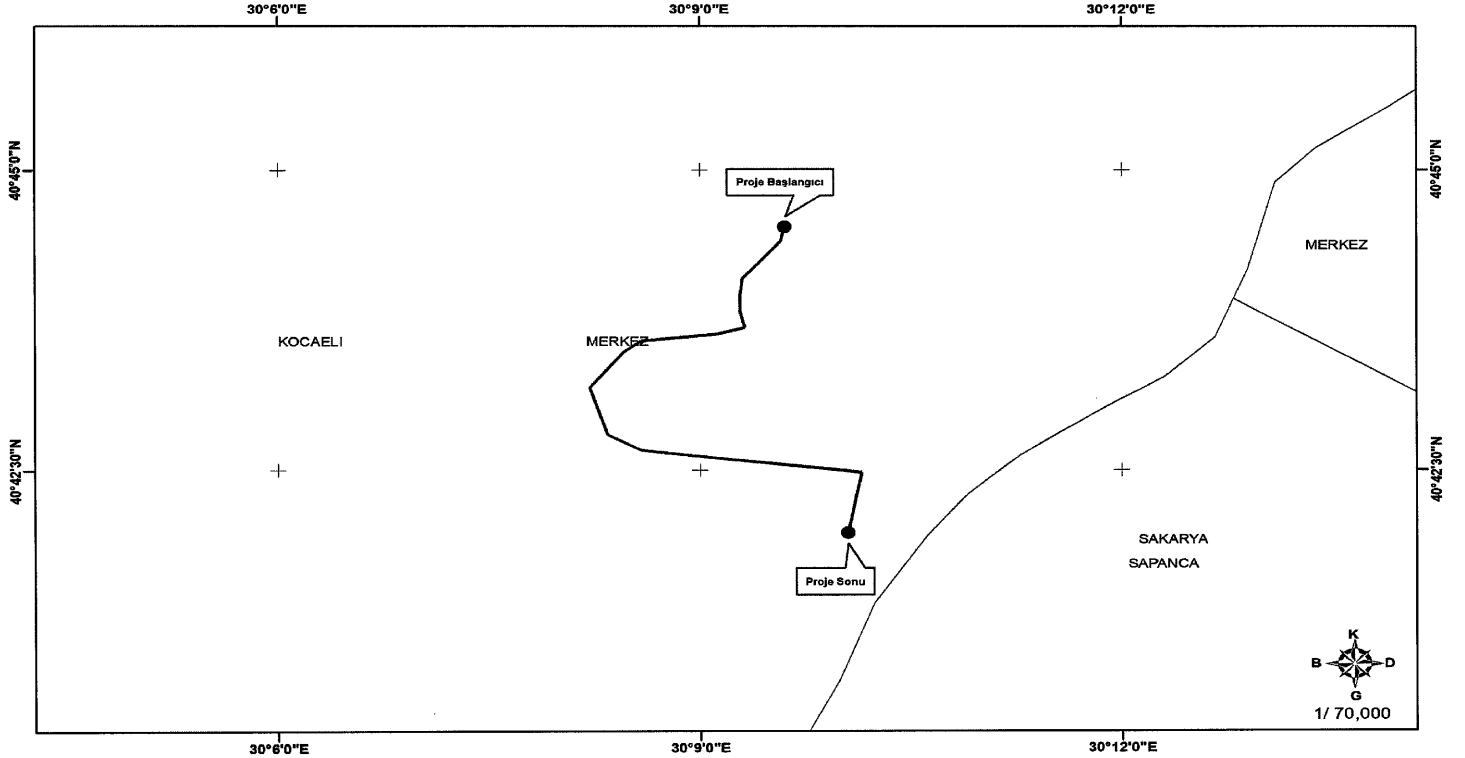 30°6'0"E
30°9'0"E
30°12'0"E
40°45'0"N
40°45'0"N
Proje Başlangıcı
MERKEZ
KOCAELİ
MERKEZ
40°42'30"N
40°42'30"N
SAKARYA
SAPANCA
Proje Sonu
K
B
D
G
1/ 70,000
30°6'0"E
30°9'0"E
30°12'0"E